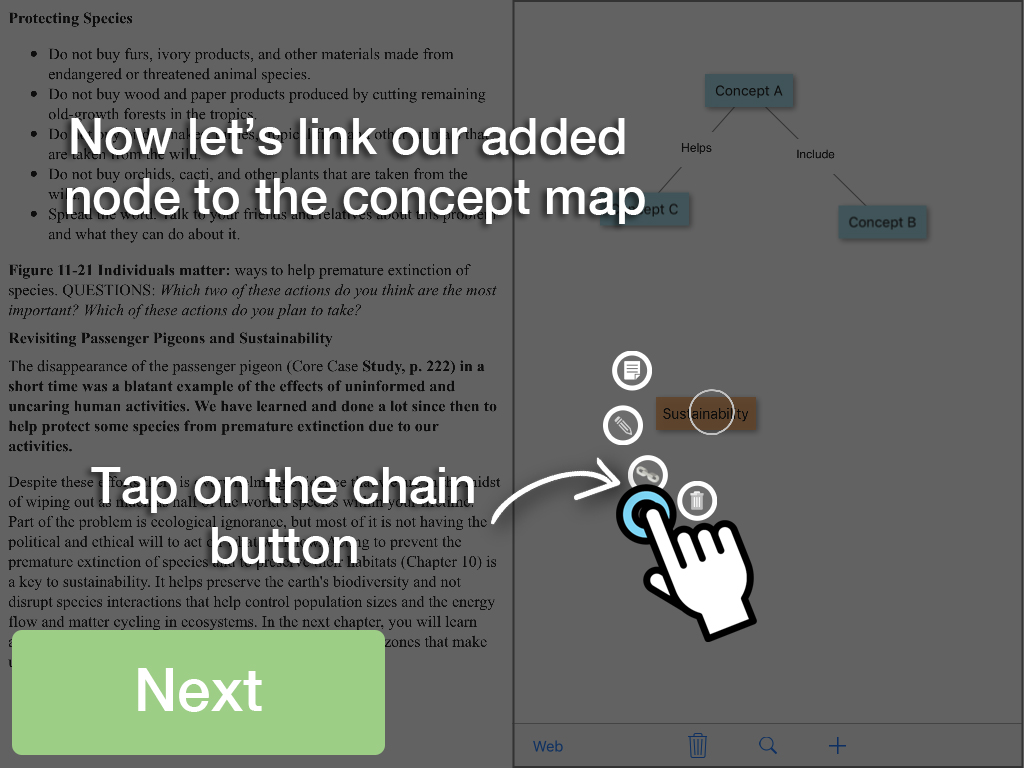 Protecting Species
Do not buy furs, ivory products, and other materials made from
endangered or threatened animal species.
Do not buy wood and paper products produced by cutting remaining
old-growth forests in the tropics.
Now let's link our added
are taken from the wild.
Do not buy orchids, cacti, and other plants that are taken from the
node to the concept map
Spread the word. Talk to your friends and relatives about this
and what they can do about it.
Figure 11-21 Individuals matter: ways to help premature extinction of
species. QUESTIONS: Which two of these actions do you think are the most
important? Which of these actions do you plan to take?
Revisiting Passenger Pigeons and Sustainability
The disappearance of the passenger pigeon (Core Case Study, p. 222) in a
short time was a blatant example of the effects of uninformed and
uncaring human activities. We have learned and done a lot since then to
help protect some species from premature extinction due to our
activities.
Despite these
Tap on the chain
of wiping out as half of the world's species within your lifetime.
Part of the problem is ecological ignorance, but most of it is not having the
political and ethical will to act
button
premature extinction of species and to preserve their habitats (Chapter 10) is
a key to sustainability. It helps preserve the earth's biodiversity and not
disrupt species interactions that help control population sizes and the energy
flow and matter cycling in ecosystems. In the next chapter, you will learn
zones that make
Next
Concept A
Helps
Include
ept C
Concept B
Sustainability
Web